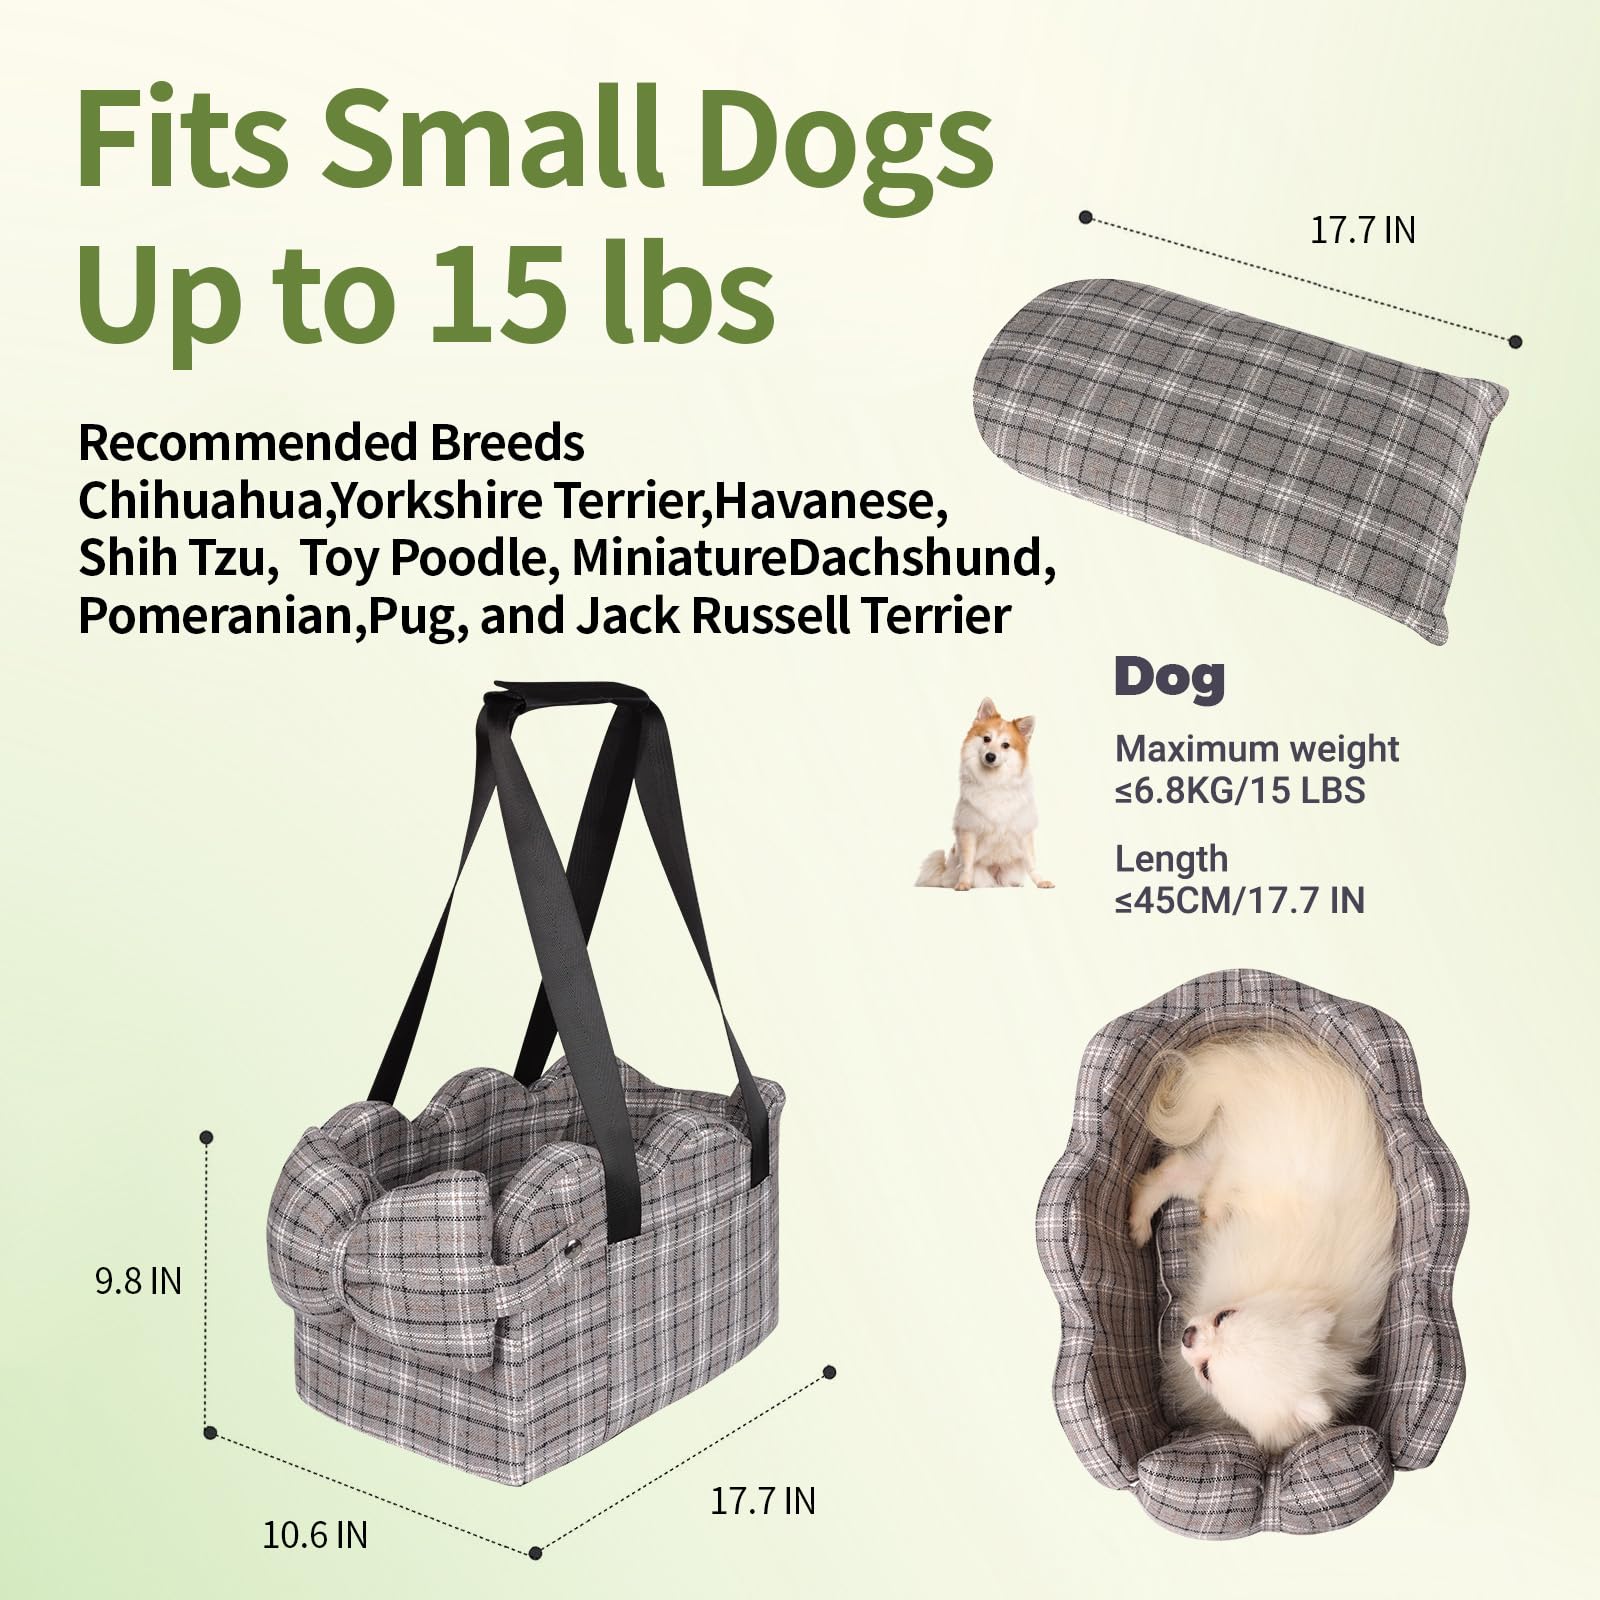 Fits Small Dogs
Up to 15 lbs
17.7 IN
Recommended Breeds
Chihuahua,Yorkshire Terrier,Havanese,
Shih Tzu, Toy Poodle, MiniatureDachshund,
Pomeranian,Pug, and Jack Russell Terrier
Dog
Maximum weight
≤6.8KG/15 LBS
Length
≤45CM/17.7 IN
9.8 IN
10.6 IN
17.7 IN